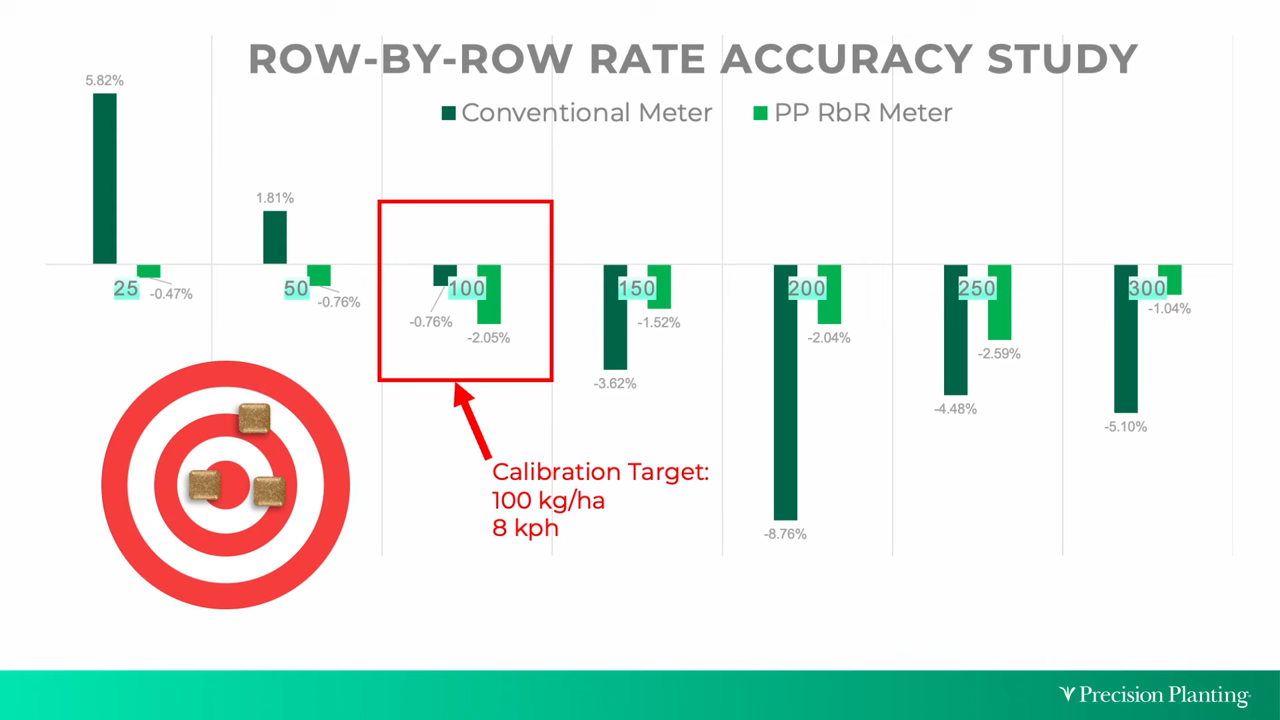 ROW-BY-ROW RATE ACCURACY STUDY
Conventional Meter PP RbR Meter
5.82%
1.81%
25 50 100 150 200 250 300
-0.47%
-0.76%
-0.76%
-2.05%
-3.62%
-1.52%
-8.76%
-2.04%
-4.48%
-2.59%
-5.10%
-1.04%
Calibration Target:
100 kg/ha
8 kph
Precision Planting